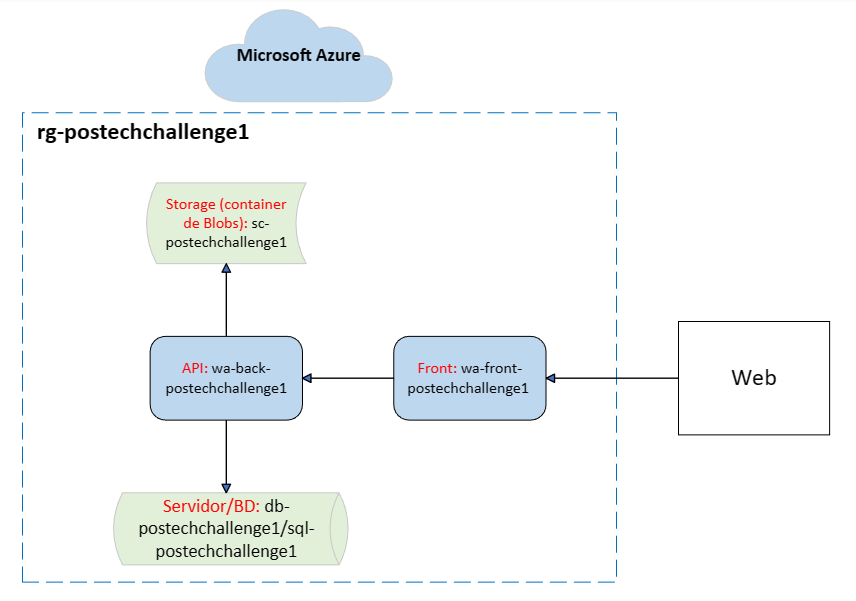 Microsoft Azure
rg-postechchallenge1
Storage (container
de Blobs): sc-
postechchallenge1
API: wa-back-
postechchallenge1
Front: wa-front-
postechchallenge1
Web
Servidor/BD: db-
postechchallenge1/sql-
postechchallenge1